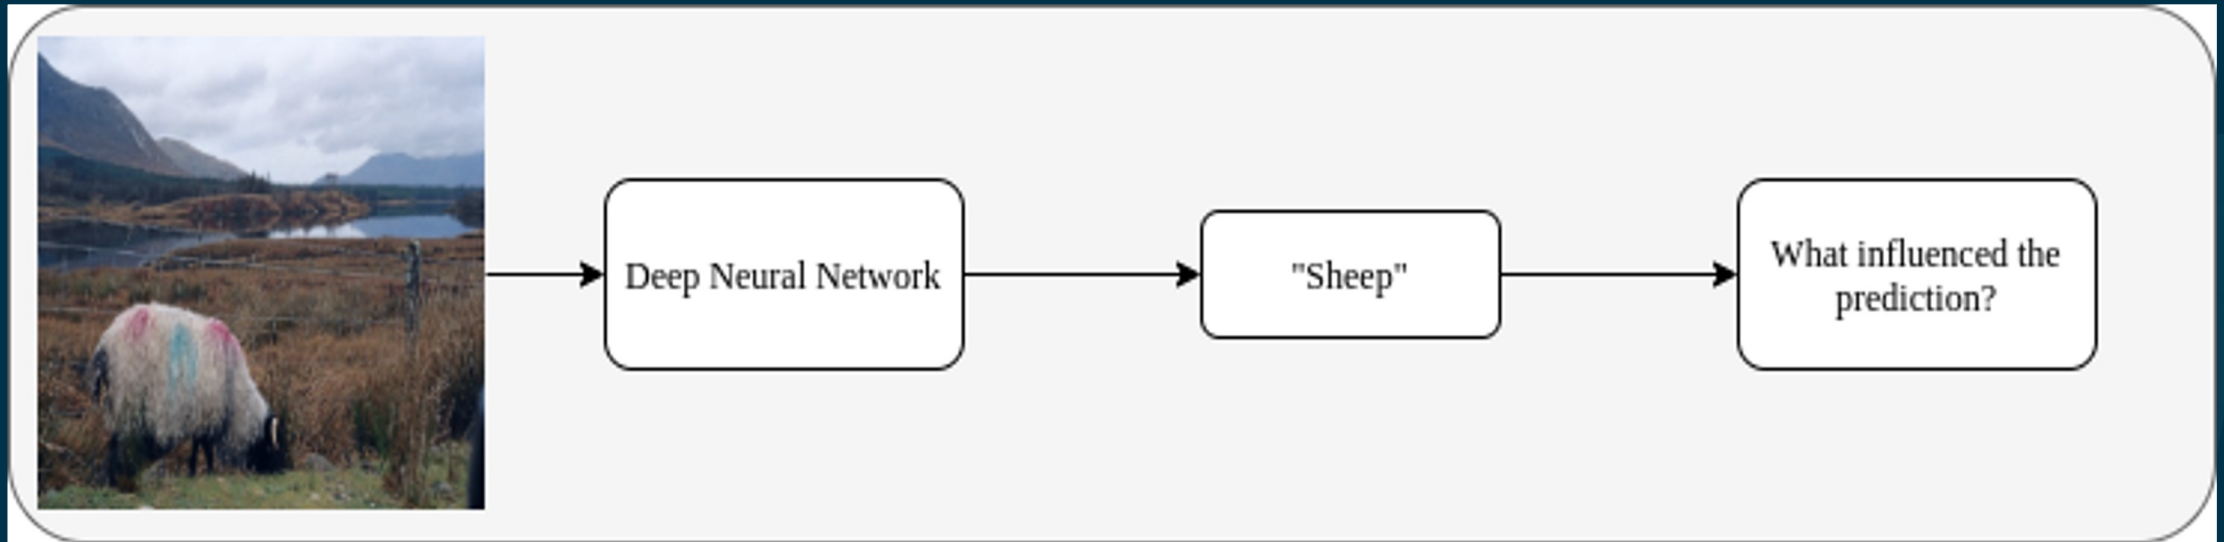 Deep Neural Network
"Sheep"
What influenced the
prediction?